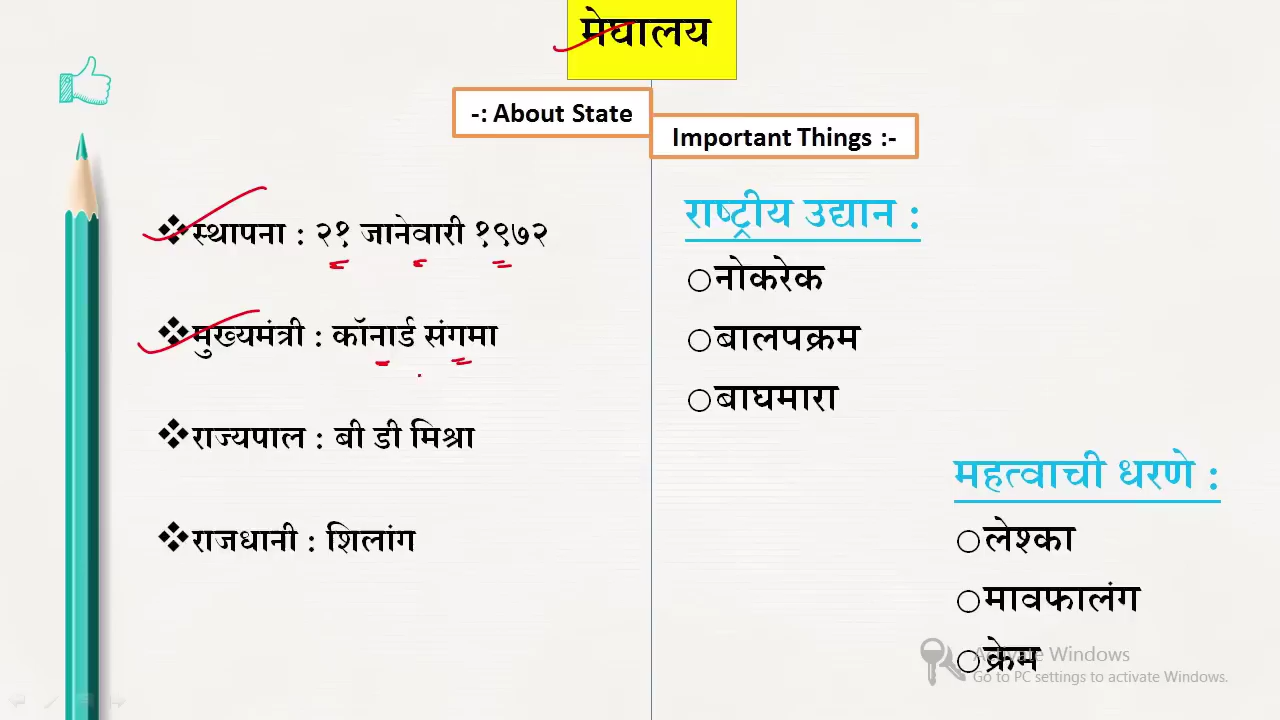 मेघालय
-: About State
Important Things :-
❖स्थापना : २१ जानेवारी १९७२
❖मुख्यमंत्री : कॉनार्ड संगमा
❖राज्यपाल : बी डी मिश्रा
❖राजधानी : शिलांग
राष्ट्रीय उद्यान :
○नोकरेक
○बालपक्रम
○बाघमारा
महत्वाची धरणे :
○लेश्का
○मावफालंग
○क्रेम
Activate Windows
Go to PC settings to activate Windows.